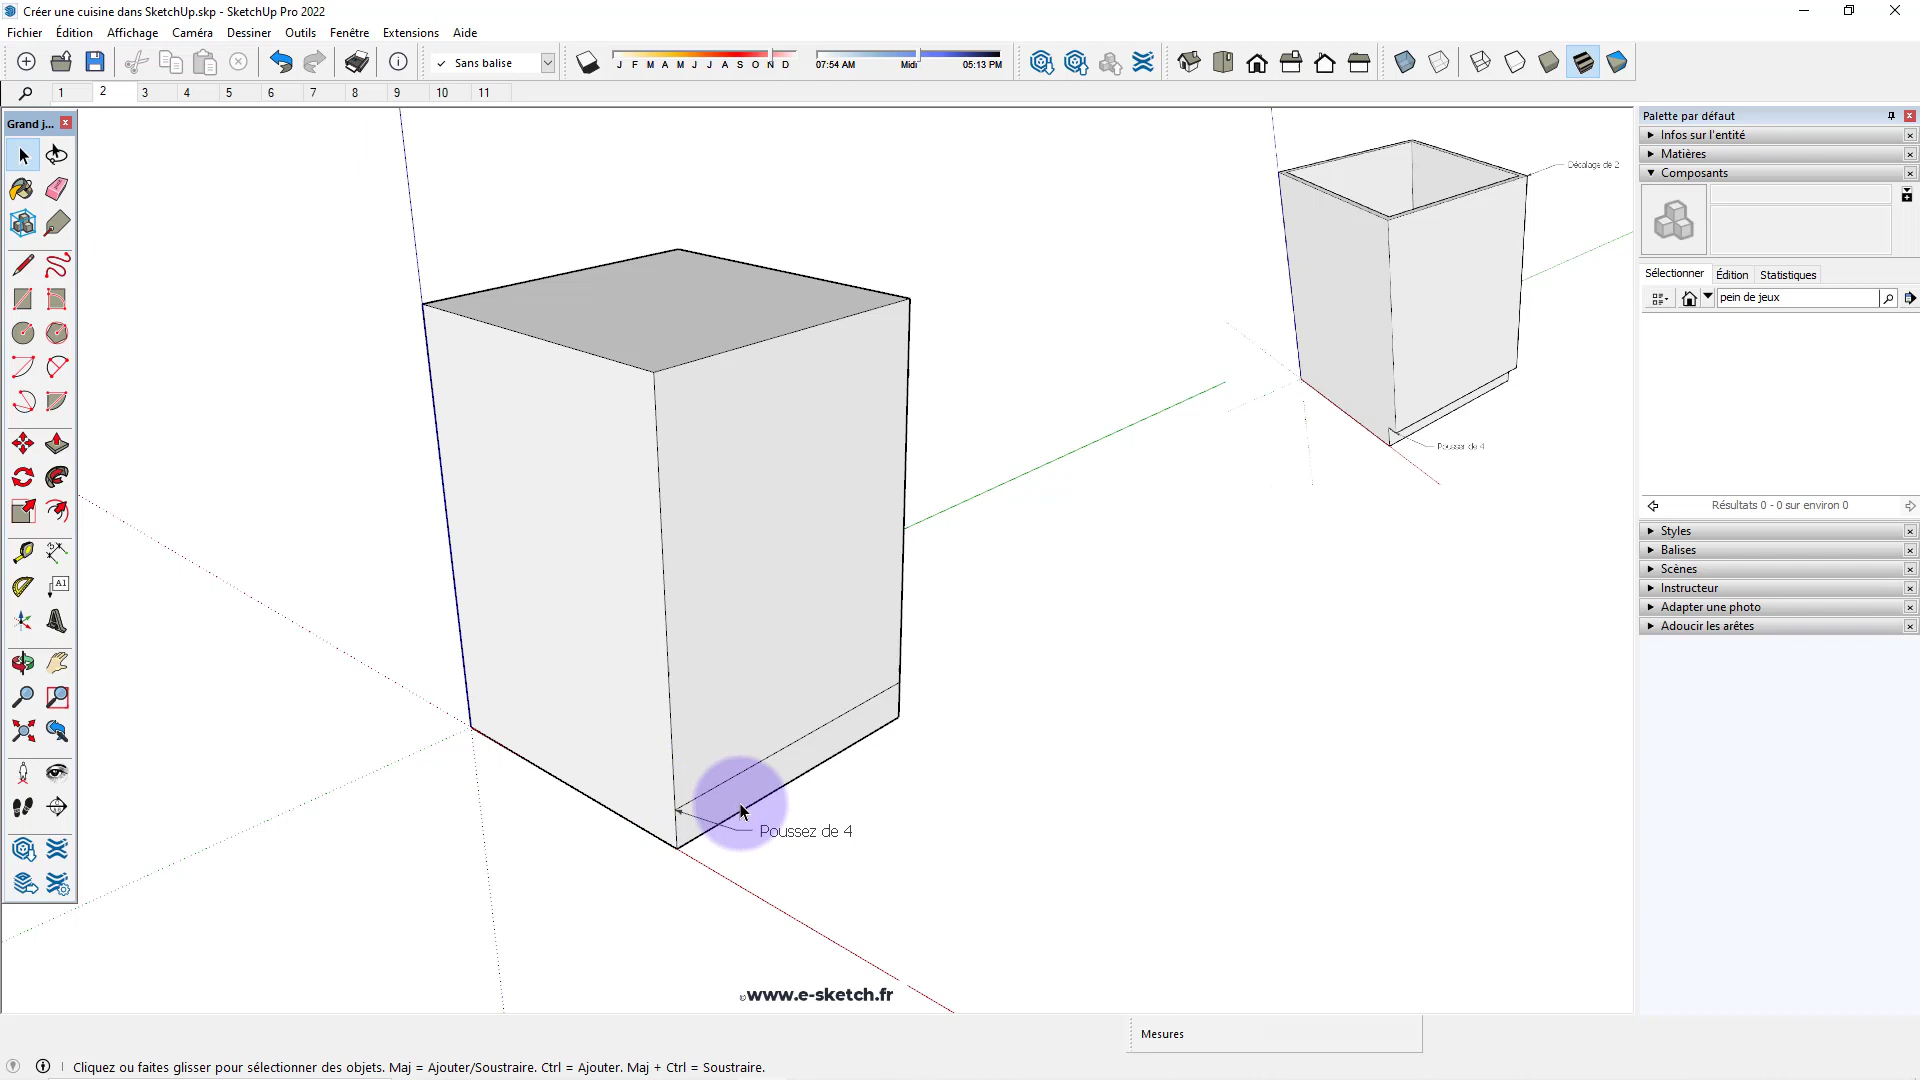 Créer une cuisine dans SketchUp.skp - SketchUp Pro 2022
Fichier Édition Affichage Caméra Dessiner Outils Fenêtre Extensions Aide
Sans balise
J F M A M J J A S O N D
07:54 AM Midi 05:13 PM
1 2 3 4 5 6 7 8 9 10 11
Grand j...
Palette par défaut
Infos sur l'entité
Matières
Composants
Sélectionner Édition Statistiques
pein de jeux
Résultats 0 - 0 sur environ 0
Styles
Balises
Scènes
Instructeur
Adapter une photo
Adoucir les arêtes
Décalage de 2
Pousser de 4
Poussez de 4
A1
©www.e-sketch.fr
Mesures
Cliquez ou faites glisser pour sélectionner des objets. Maj = Ajouter/Soustraire. Ctrl = Ajouter. Maj + Ctrl = Soustraire.